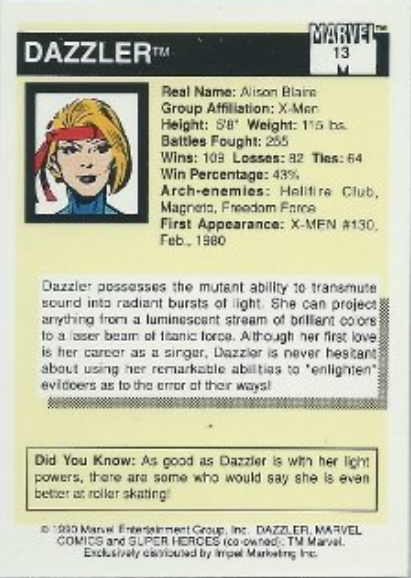 MARVEL™
DAZZLER™
13
M
Real Name: Alison Blaire
Group Affiliation: X-Men
Height: 5'8" Weight: 115 lbs.
Battles Fought: 255
Wins: 109 Losses: 82 Ties: 64
Win Percentage: 43%
Arch-enemies: Hellfire Club,
Magneto, Freedom Force
First Appearance: X-MEN #130,
Feb., 1980
Dazzler possesses the mutant ability to transmute
sound into radiant bursts of light. She can project
anything from a luminescent stream of brilliant colors
to a laser beam of titanic force. Although her first love
is her career as a singer, Dazzler is never hesitant
about using her remarkable abilities to "enlighten"
evildoers as to the error of their ways!
Did You Know: As good as Dazzler is with her light
powers, there are some who would say she is even
better at roller skating!
© 1990 Marvel Entertainment Group, Inc. DAZZLER, MARVEL
COMICS and SUPER HEROES (co-owned): TM Marvel.
Exclusively distributed by Impel Marketing Inc.